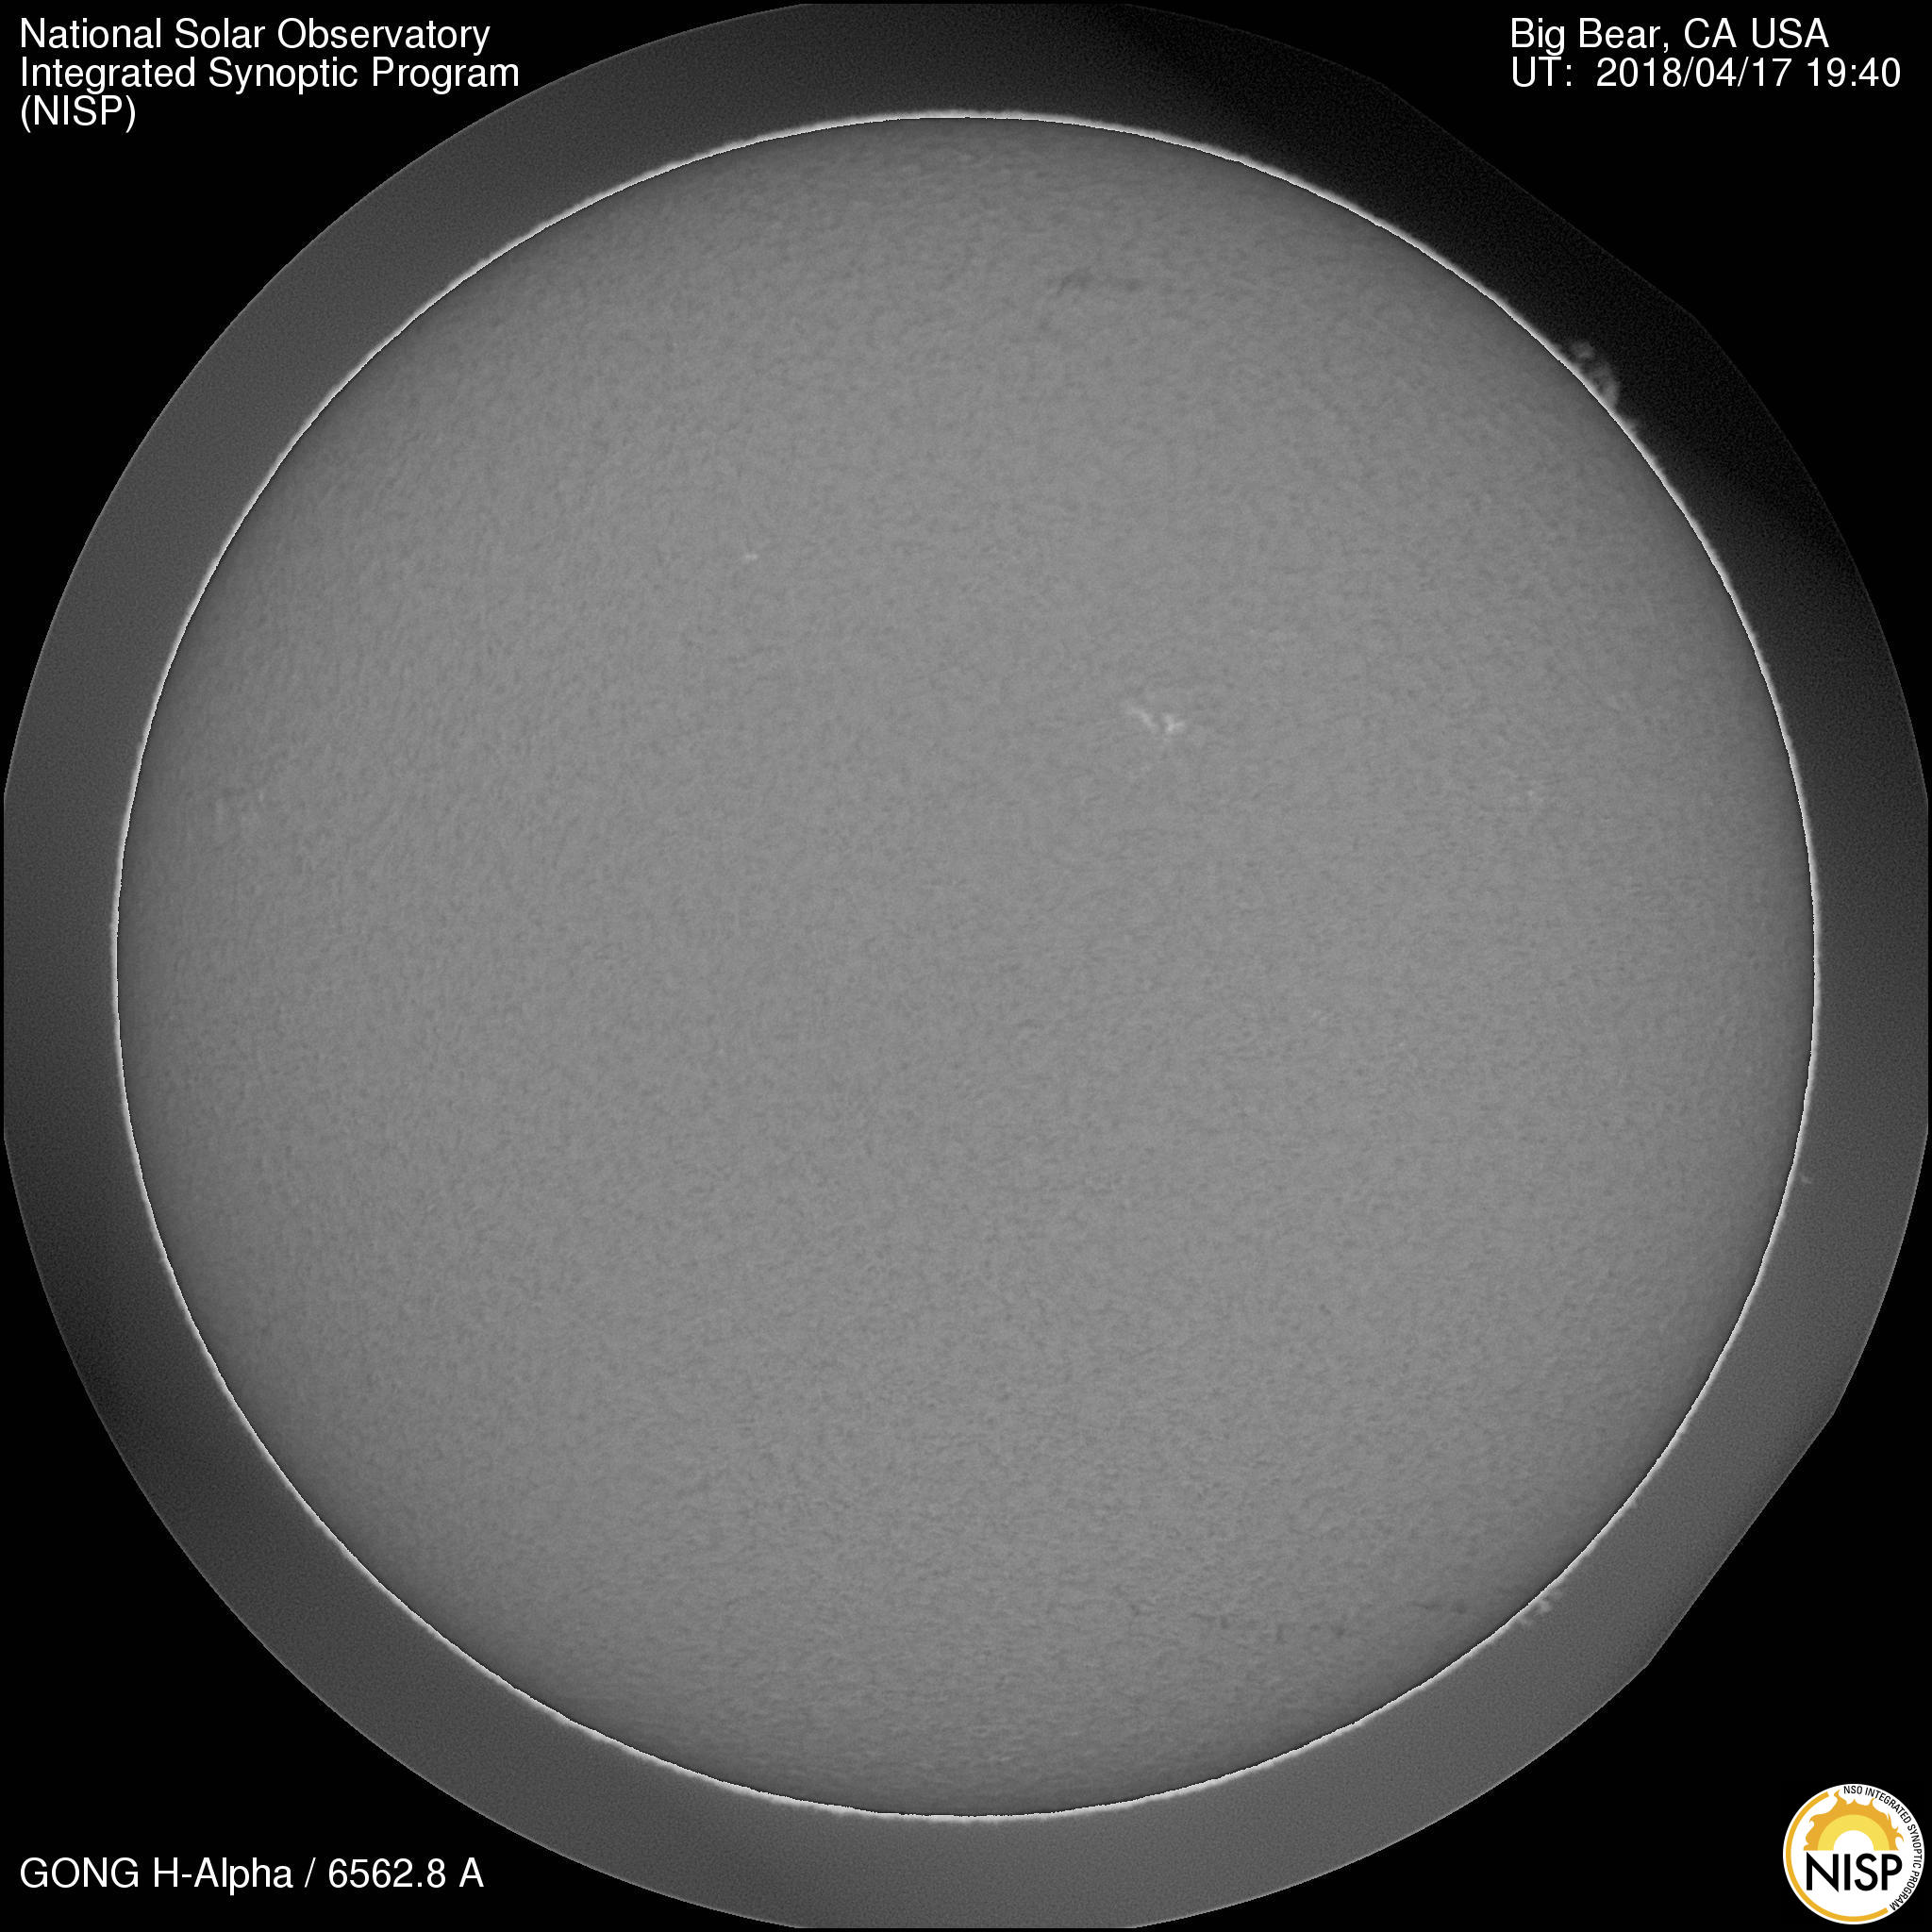 National Solar Observatory
Integrated Synoptic Program
(NISP)
Big Bear, CA USA
UT: 2018/04/17 19:40
GONG H-Alpha / 6562.8 A
NSO INTEGRATED SYNOPTIC PROGRAM
NISP